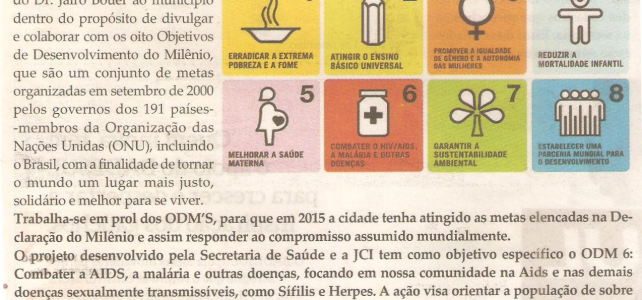 do Dr. Jairo Bouer ao município
dentro do propósito de divulgar
e colaborar com os oito Objetivos
de Desenvolvimento do Milênio,
que são um conjunto de metas
organizadas em setembro de 2000
pelos governos dos 191 países-
-membros da Organização das
Nações Unidas (ONU), incluindo
o Brasil, com a finalidade de tornar
o mundo um lugar mais justo,
solidário e melhor para se viver.
ERRADICAR A EXTREMA
POBREZA E A FOME
ATINGIR O ENSINO
BÁSICO UNIVERSAL
PROMOVER A IGUALDADE
DE GÊNERO E A AUTONOMIA
DAS MULHERES
REDUZIR A
MORTALIDADE INFANTIL
5
MELHORAR A SAÚDE
MATERNA
6
COMBATER O HIV/AIDS,
A MALÁRIA E OUTRAS
DOENÇAS
7
GARANTIR A
SUSTENTABILIDADE
AMBIENTAL
8
ESTABELECER UMA
PARCERIA MUNDIAL PARA
O DESENVOLVIMENTO
Trabalha-se em prol dos ODM'S, para que em 2015 a cidade tenha atingido as metas elencadas na De-
claração do Milênio e assim responder ao compromisso assumido mundialmente.
O projeto desenvolvido pela Secretaria de Saúde e a JCI tem como objetivo específico o ODM 6:
Combater a AIDS, a malária e outras doenças, focando em nossa comunidade na Aids e nas demais
doenças sexualmente transmissíveis, como Sífilis e Herpes. A ação visa orientar a população de sobre